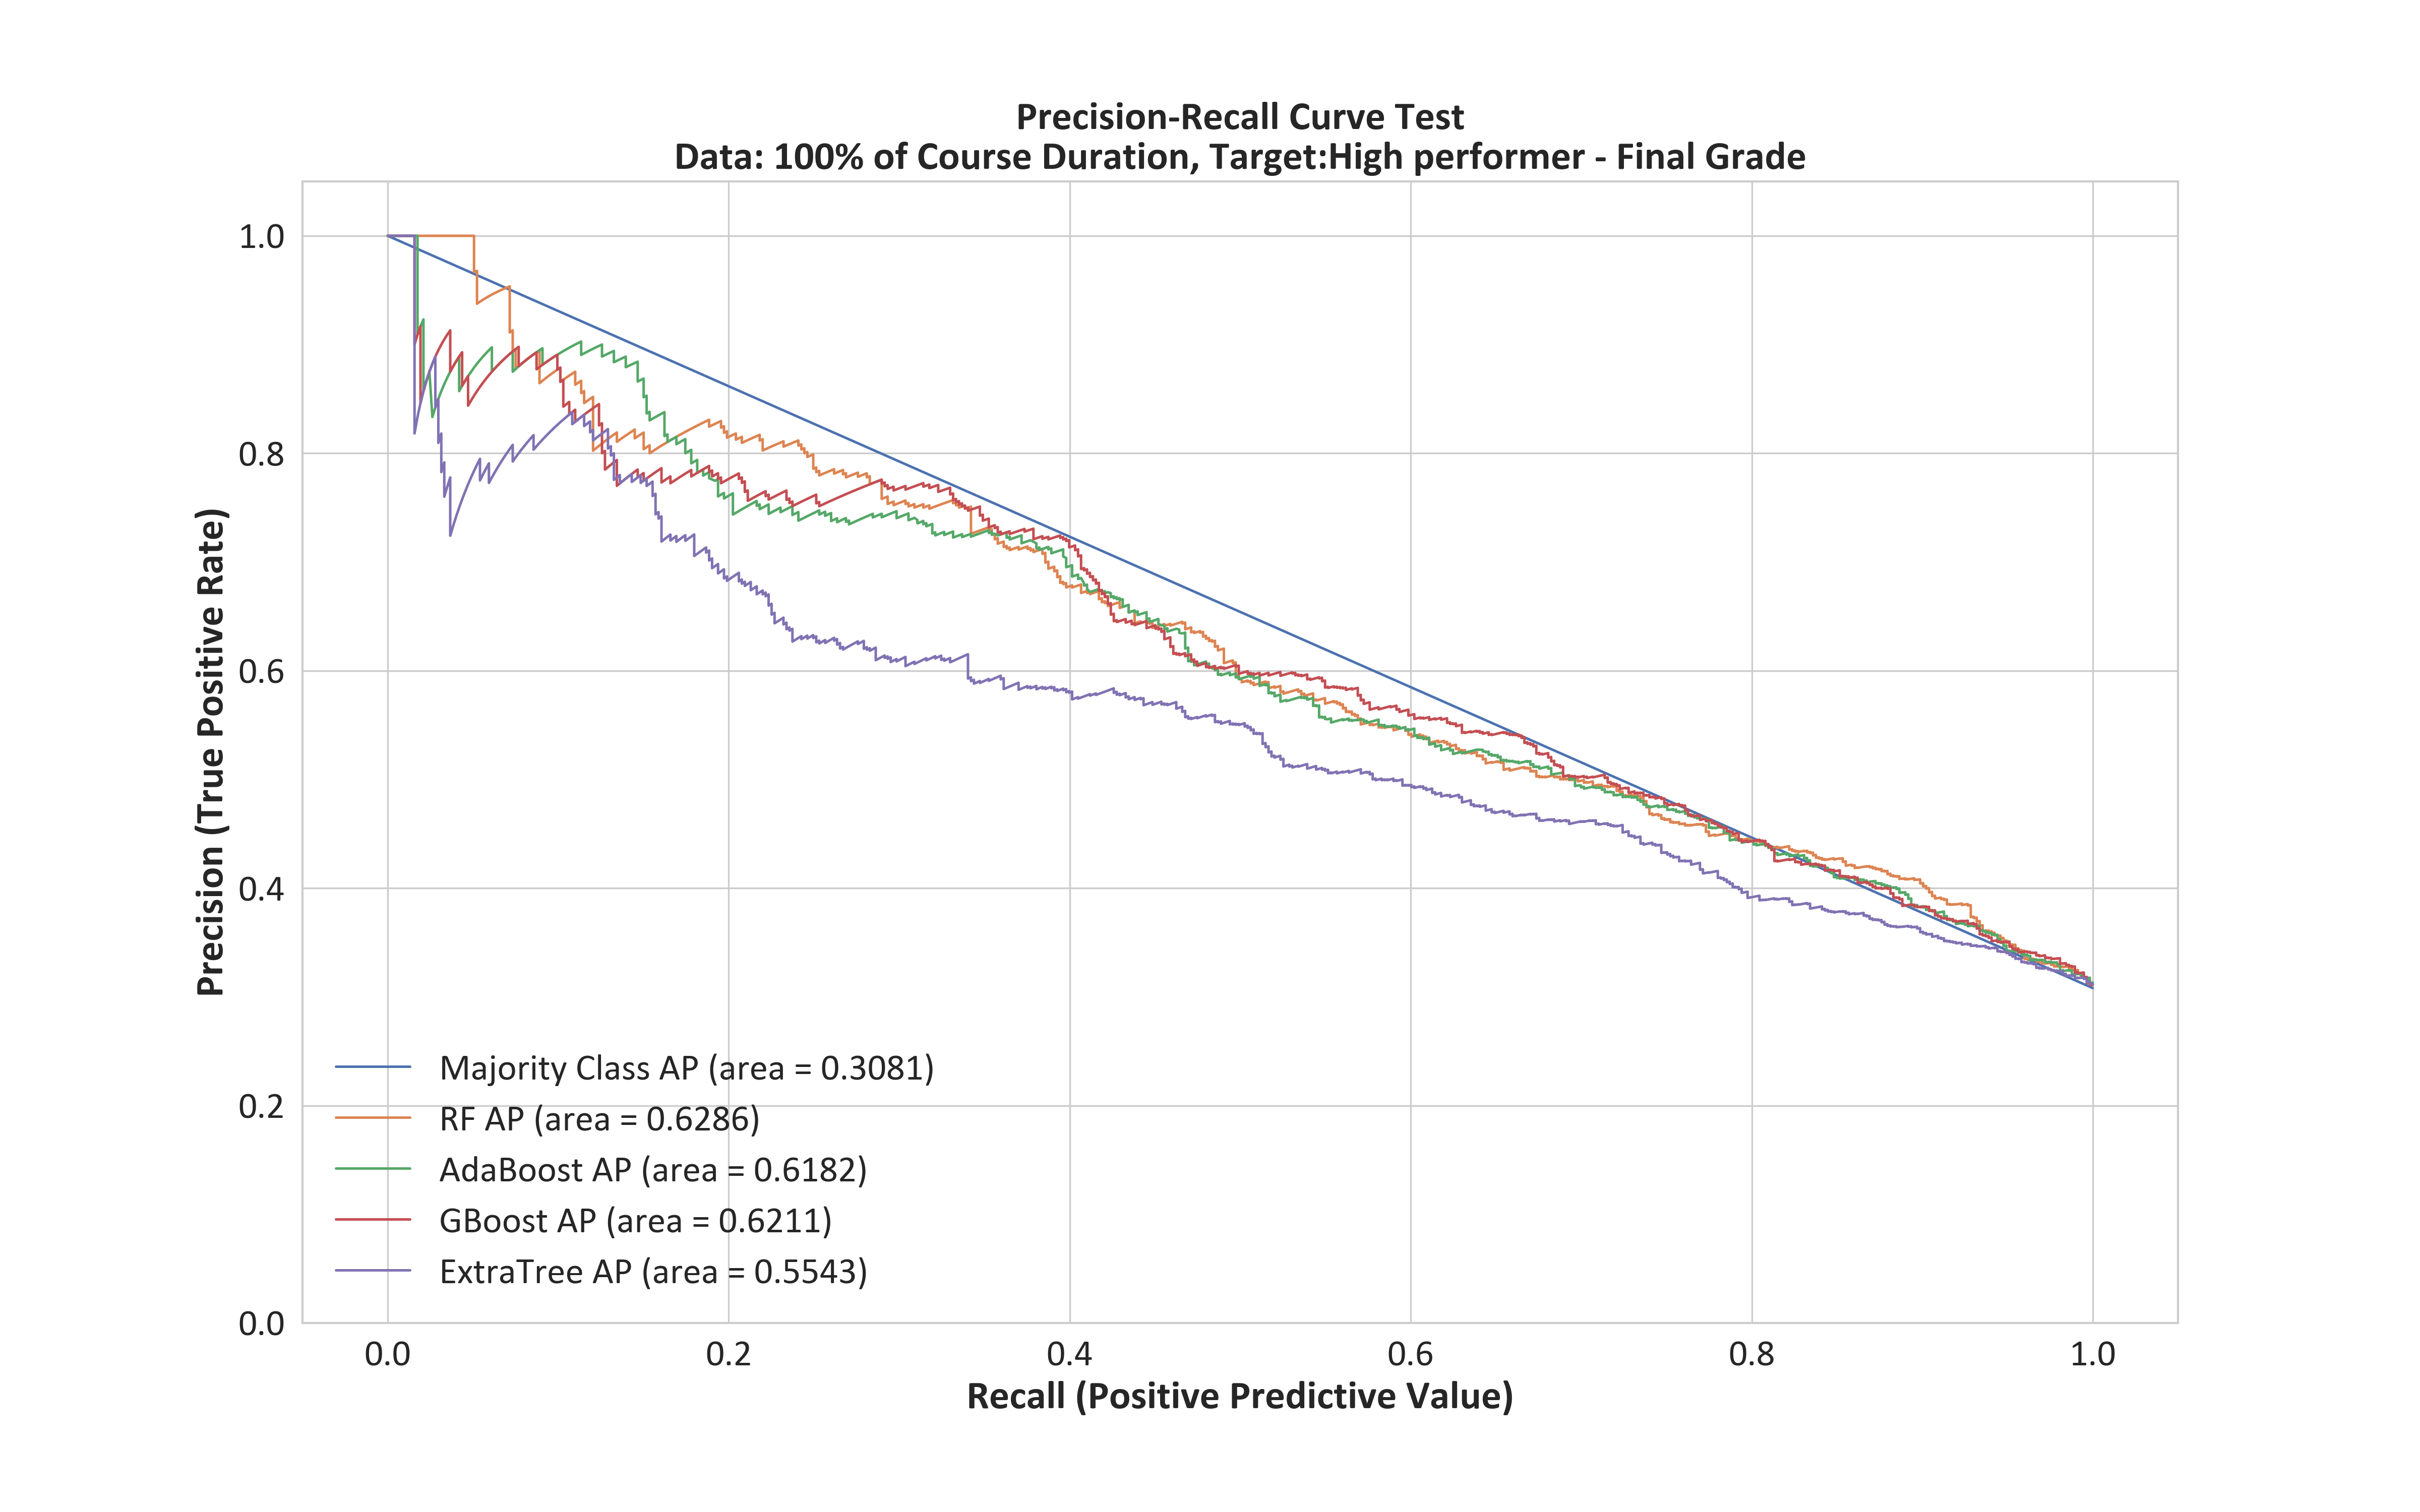 Precision-Recall Curve Test
Data: 100% of Course Duration, Target:High performer - Final Grade
Precision (True Positive Rate)
1.0
0.8
0.6
0.4
0.2
0.0
Majority Class AP (area = 0.3081)
RF AP (area = 0.6286)
AdaBoost AP (area = 0.6182)
GBoost AP (area = 0.6211)
ExtraTree AP (area = 0.5543)
0.0 0.2 0.4 0.6 0.8 1.0
Recall (Positive Predictive Value)